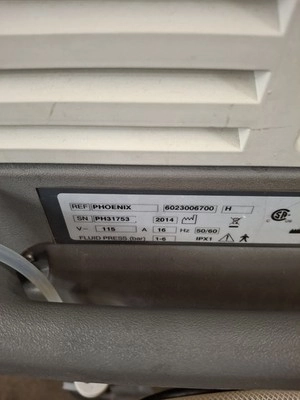 REF PHOENIX 6023006700 H
SN PH31753 2014
V~ 115 A 16 Hz 50/60
FLUID PRESS (bar) 1-6 IPX1